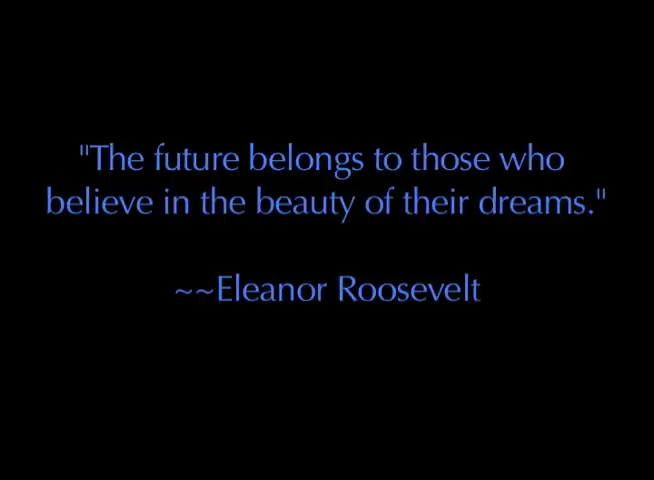 "The future belongs to those who
believe in the beauty of their dreams."
~~Eleanor Roosevelt